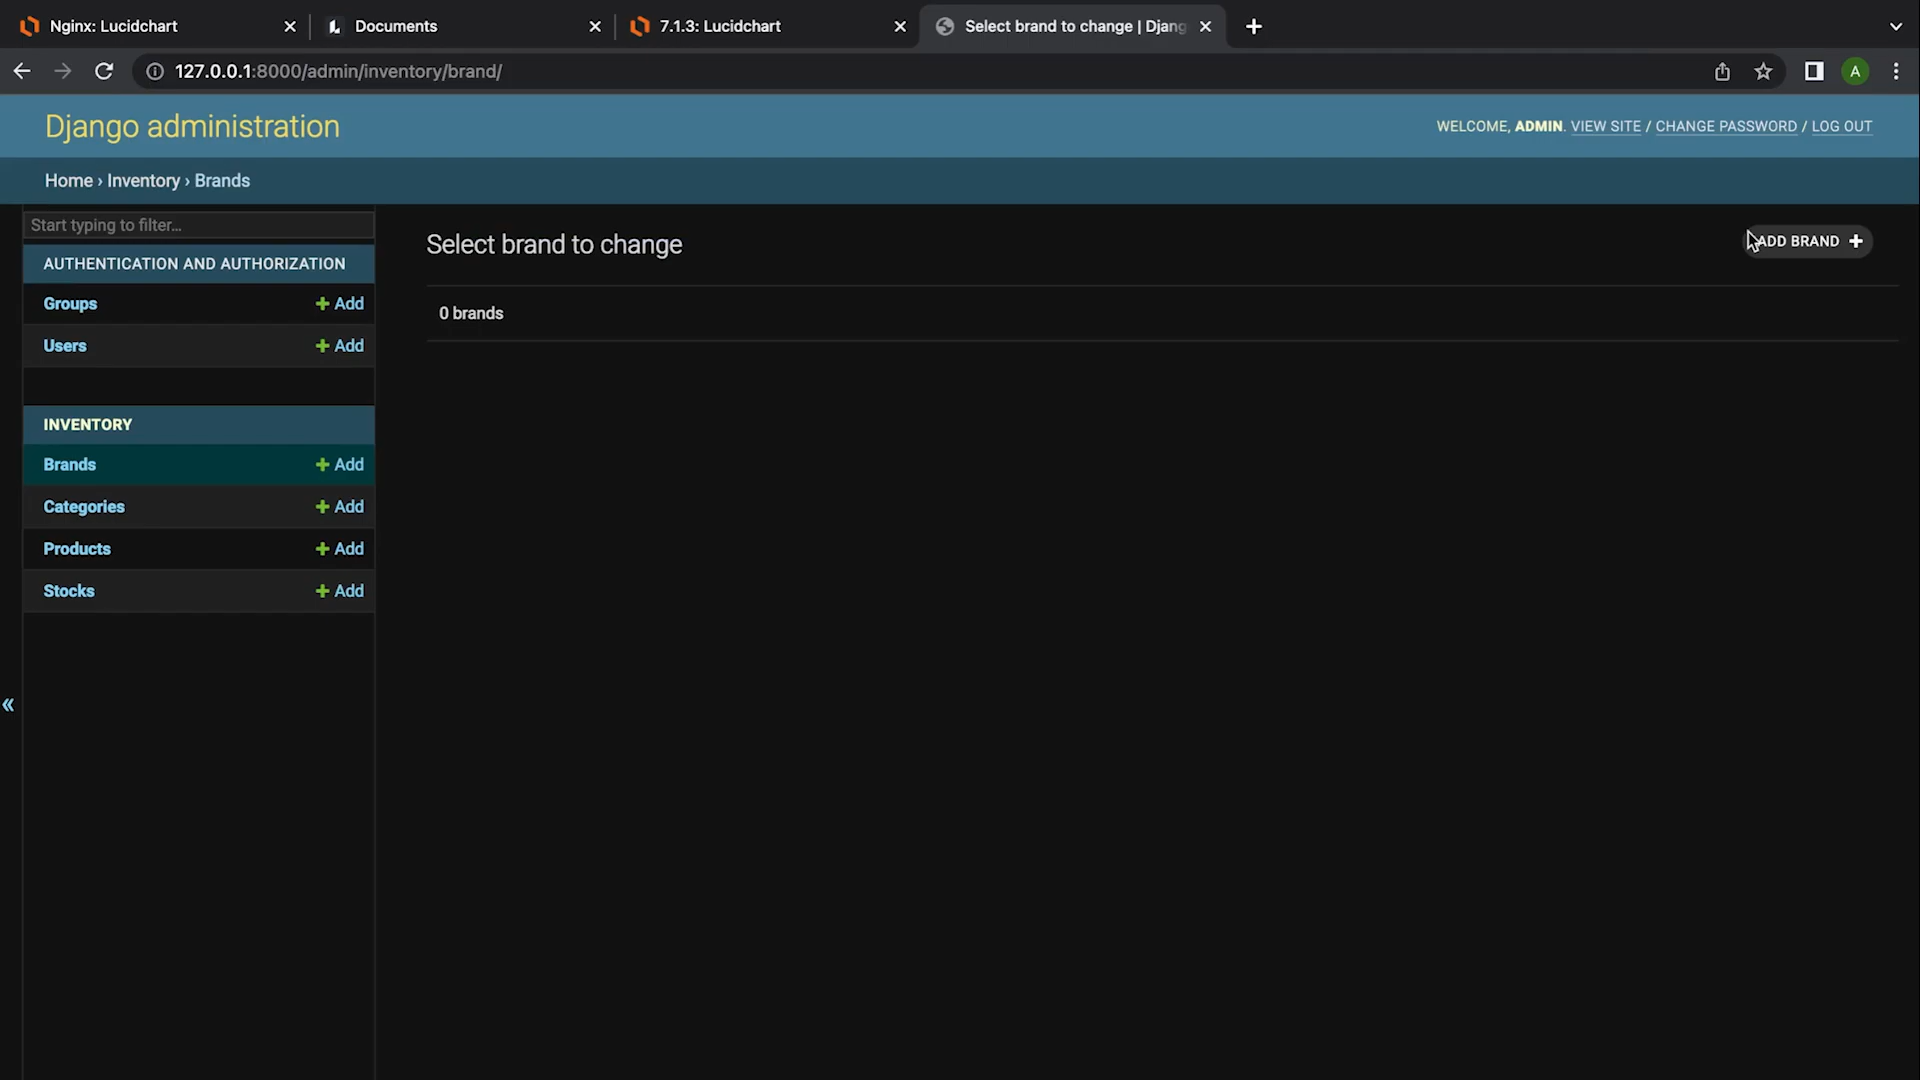 Nginx: Lucidchart
Documents
7.1.3: Lucidchart
Select brand to change | Djang
127.0.0.1:8000/admin/inventory/brand/
A
Django administration
WELCOME, ADMIN. VIEW SITE / CHANGE PASSWORD / LOG OUT
Home › Inventory › Brands
Start typing to filter...
AUTHENTICATION AND AUTHORIZATION
Groups + Add
Users + Add
INVENTORY
Brands + Add
Categories + Add
Products + Add
Stocks + Add
«
Select brand to change
ADD BRAND +
0 brands